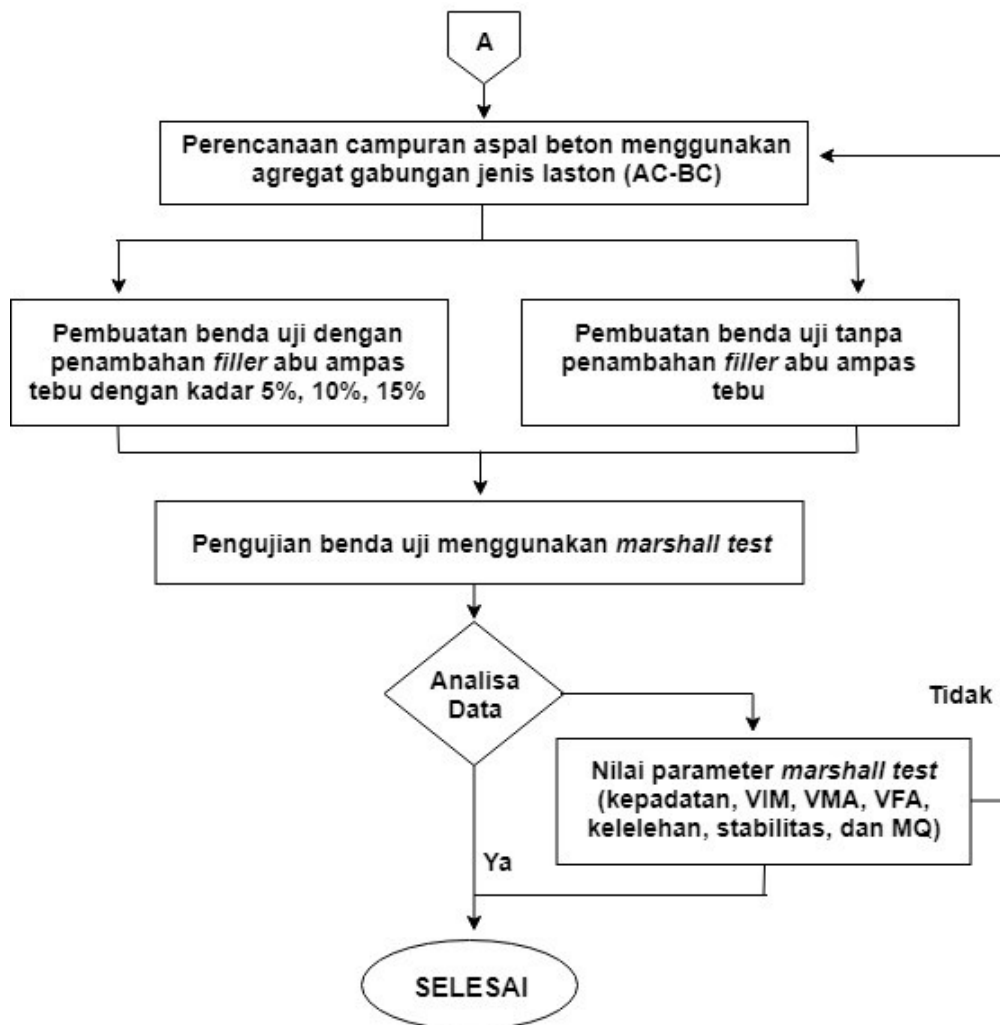 A
Perencanaan campuran aspal beton menggunakan
agregat gabungan jenis laston (AC-BC)
Pembuatan benda uji dengan
penambahan filler abu ampas
tebu dengan kadar 5%, 10%, 15%
Pembuatan benda uji tanpa
penambahan filler abu ampas
tebu
Pengujian benda uji menggunakan marshall test
Analisa
Data
Tidak
Nilai parameter marshall test
(kepadatan, VIM, VMA, VFA,
kelelehan, stabilitas, dan MQ)
Ya
SELESAI